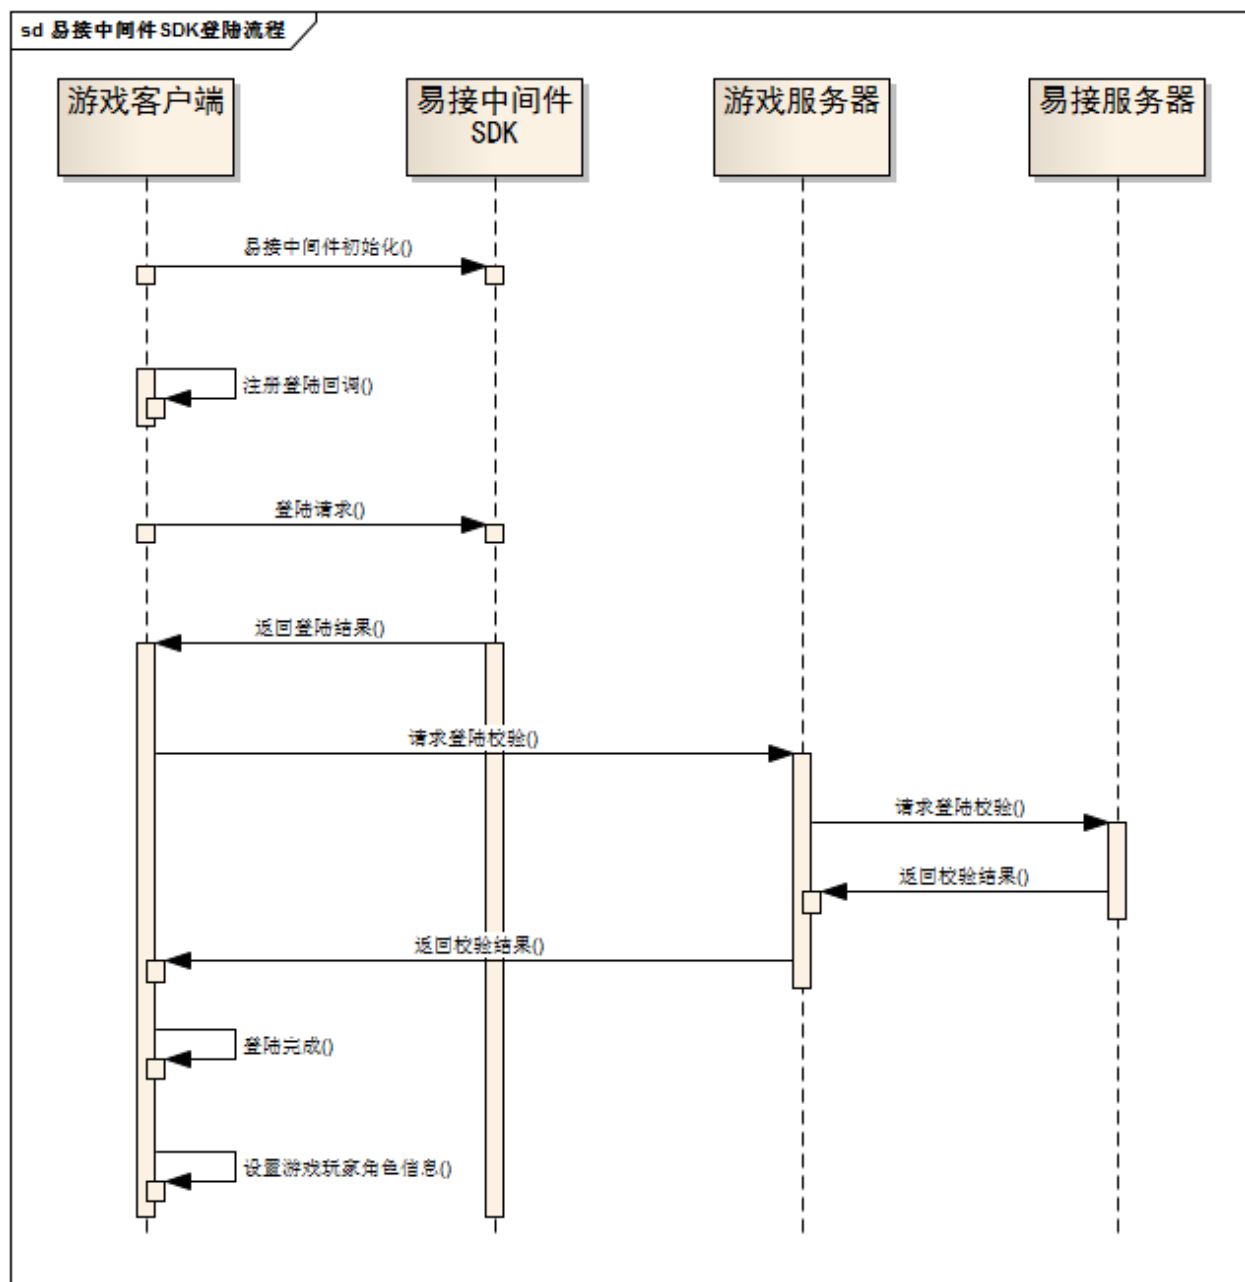 sd 易接中间件SDK登陆流程
游戏客户端
易接中间件
SDK
游戏服务器
易接服务器
易接中间件初始化()
注册登陆回调()
登陆请求()
返回登陆结果()
请求登陆校验()
请求登陆校验()
返回校验结果()
返回校验结果()
登陆完成()
设置游戏玩家角色信息()